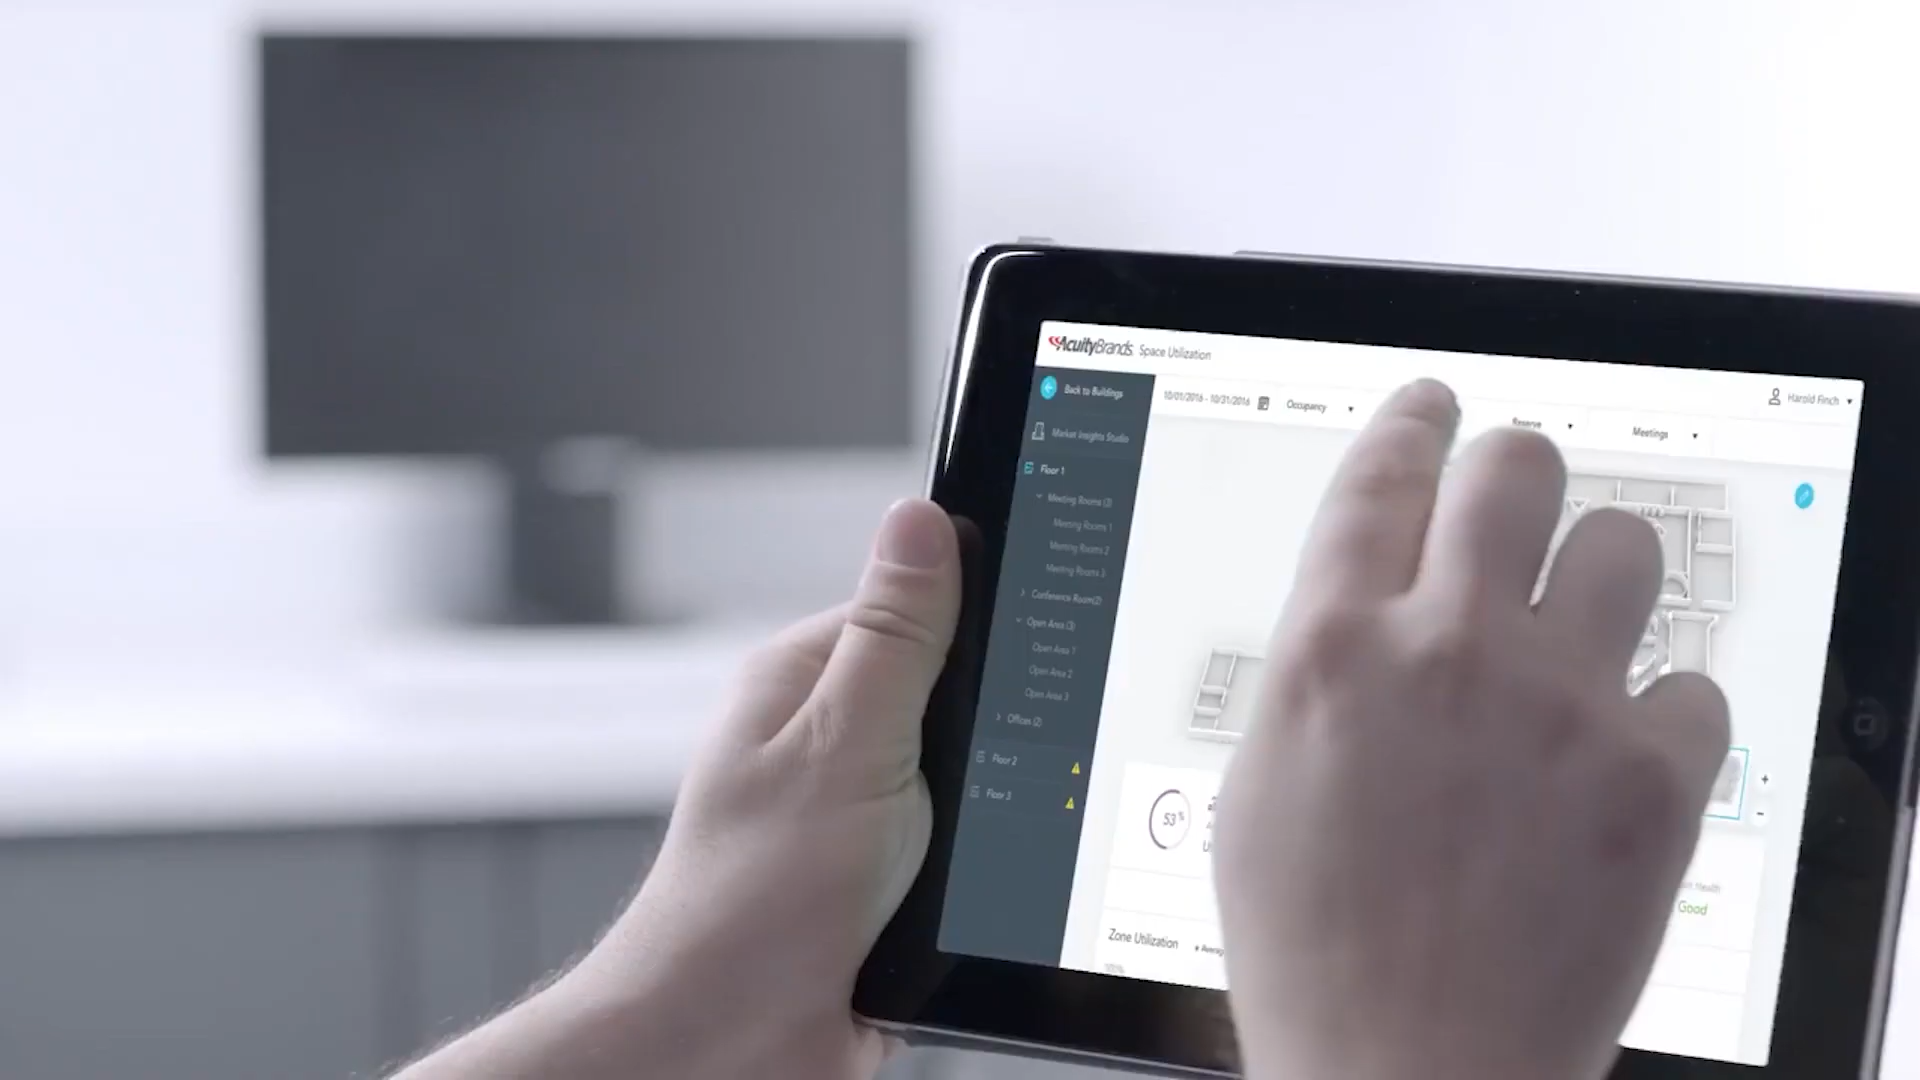 AcuityBrands. Space Utilization
Harold Finch
Back to Buildings
10/01/2016 - 10/31/2016
Occupancy
Reserve
Meetings
Market Insights Studio
Floor 1
Meeting Rooms (3)
Meeting Rooms 1
Meeting Rooms 2
Meeting Rooms 3
Conference Room(2)
Open Area (3)
Open Area 1
Open Area 2
Open Area 3
Offices (2)
Floor 2
Floor 3
53 %
Health
Good
Zone Utilization